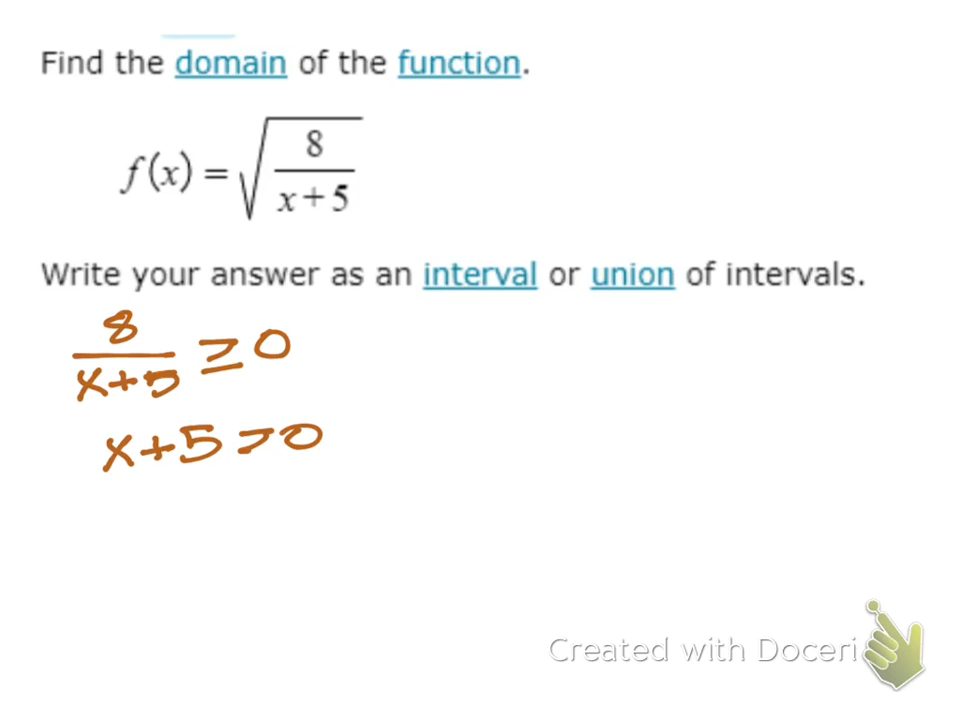 Find the domain of the function.
f(x) = √(8/(x+5))
Write your answer as an interval or union of intervals.
8/(x+5) ≥ 0
x+5 > 0
Created with Doceri